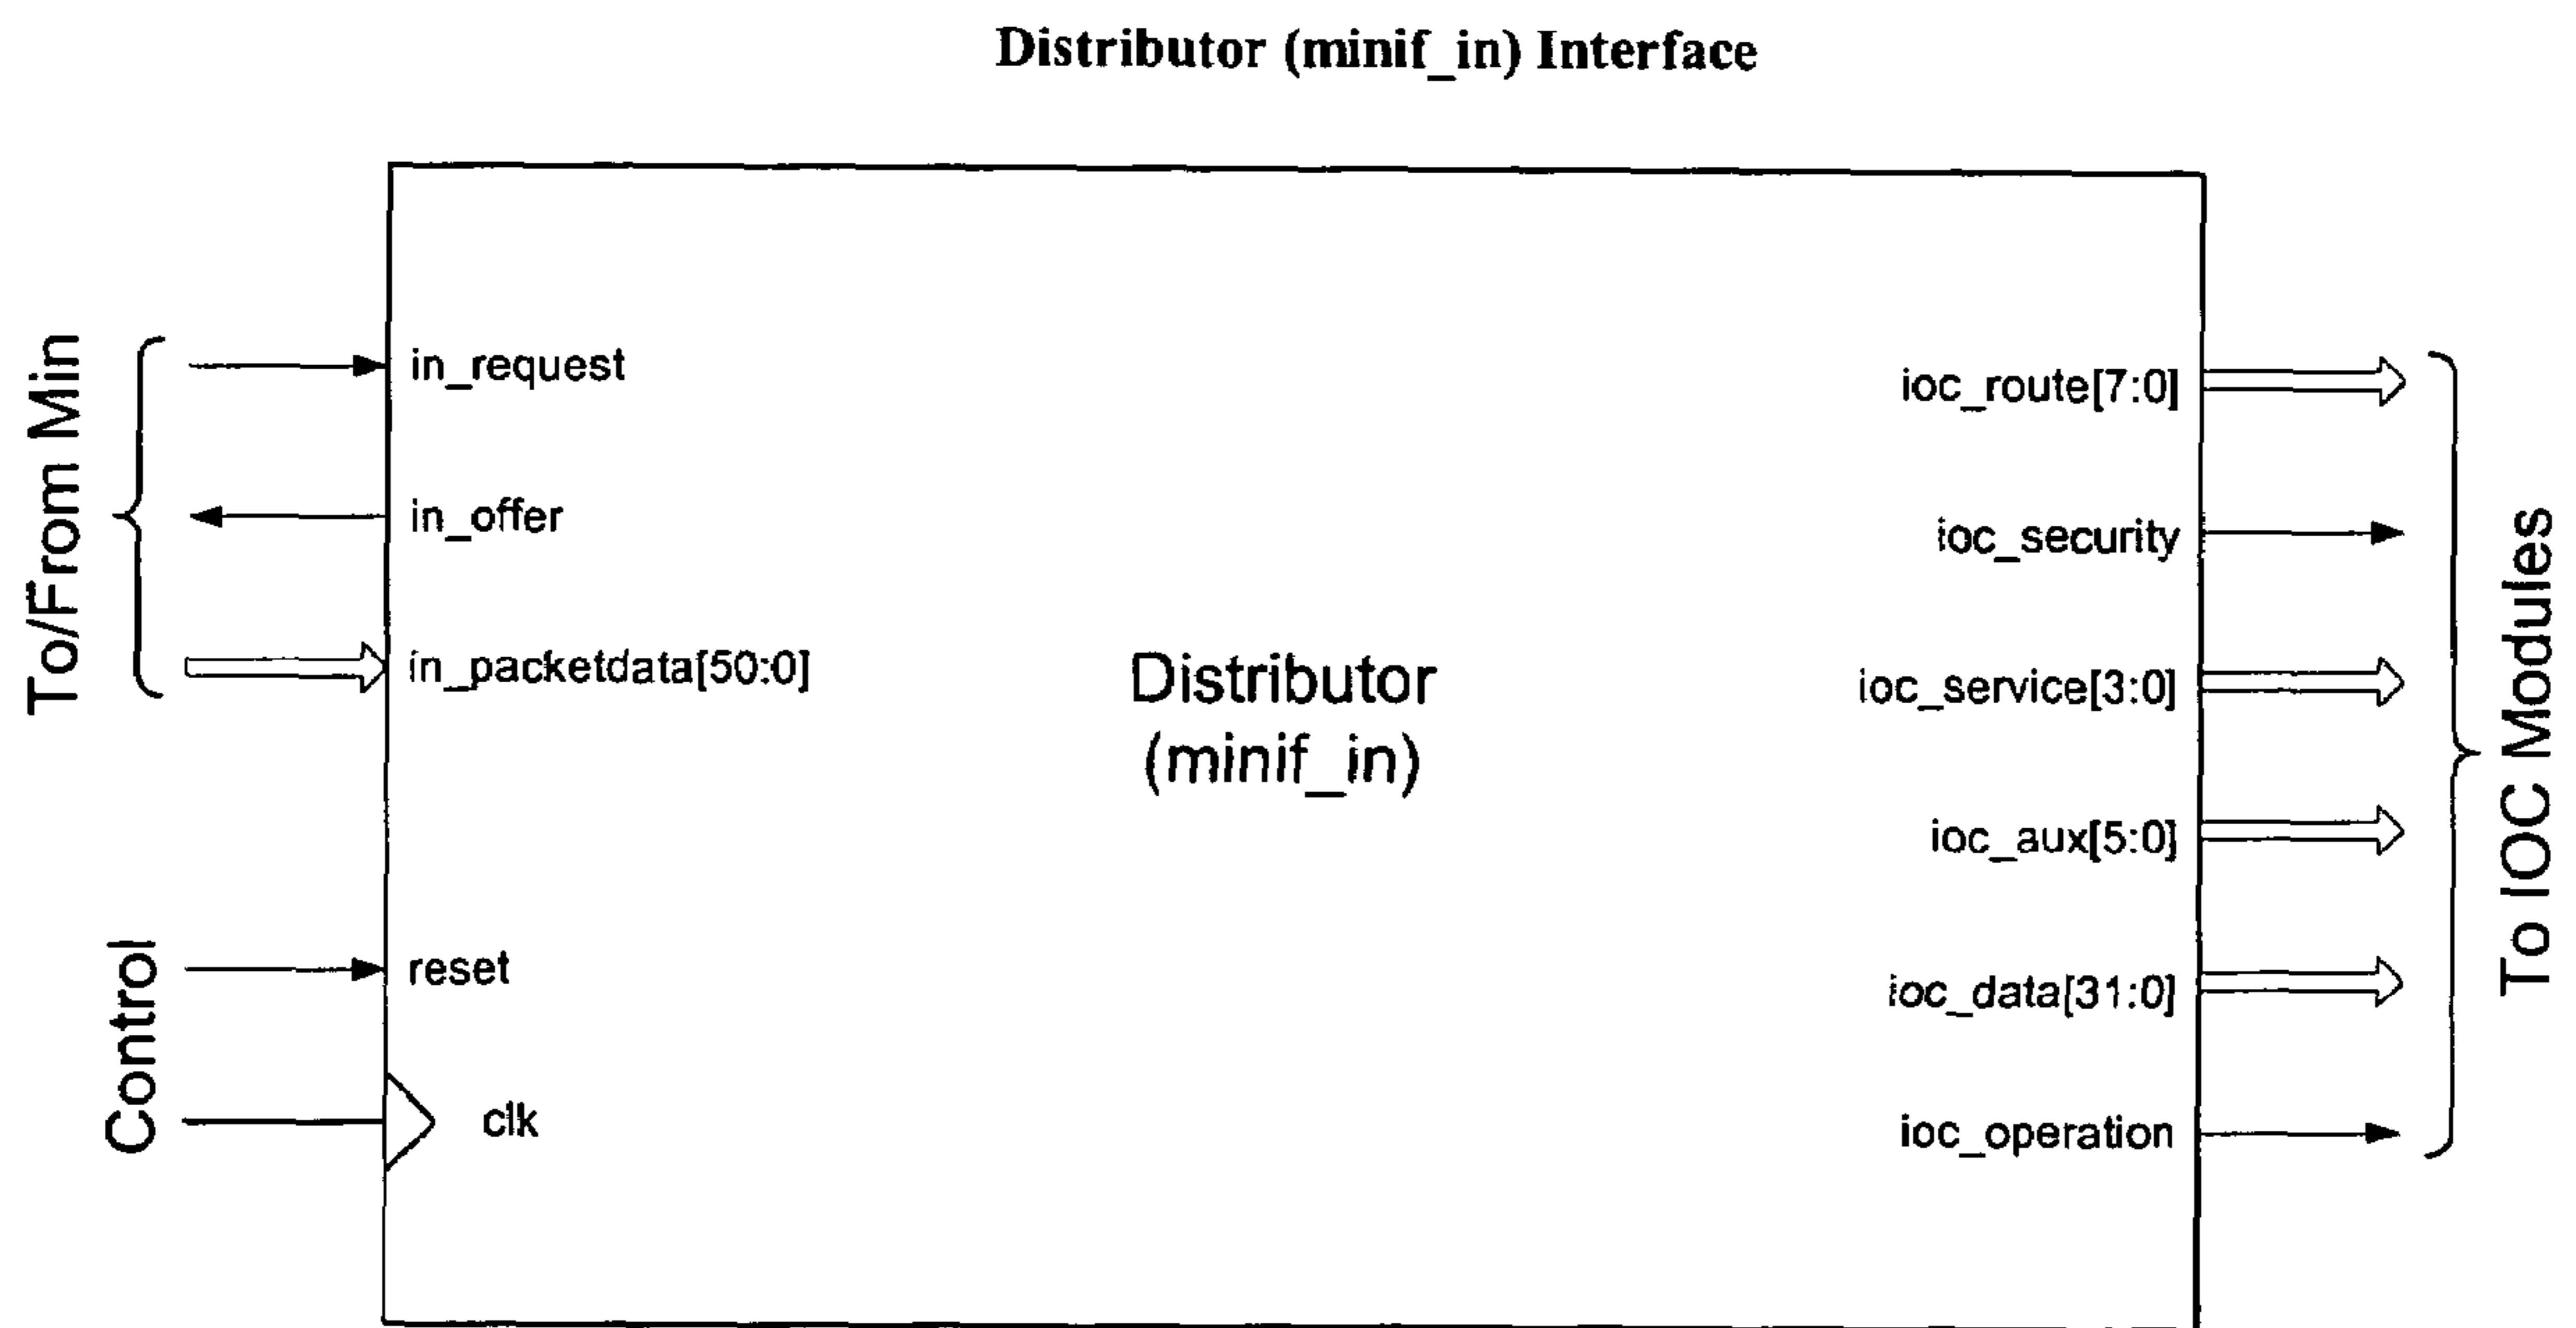 Distributor (minif_in) Interface
To/From Min
in_request
in_offer
in_packetdata[50:0]
Control
reset
clk
Distributor
(minif_in)
ioc_route[7:0]
ioc_security
ioc_service[3:0]
ioc_aux[5:0]
ioc_data[31:0]
ioc_operation
To IOC Modules